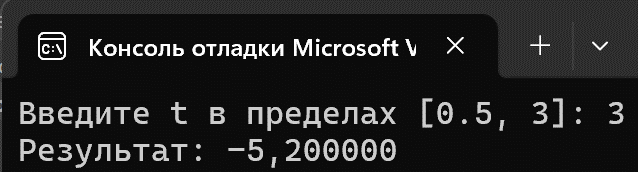 Консоль отладки Microsoft V
Введите t в пределах [0.5, 3]: 3
Результат: -5,200000